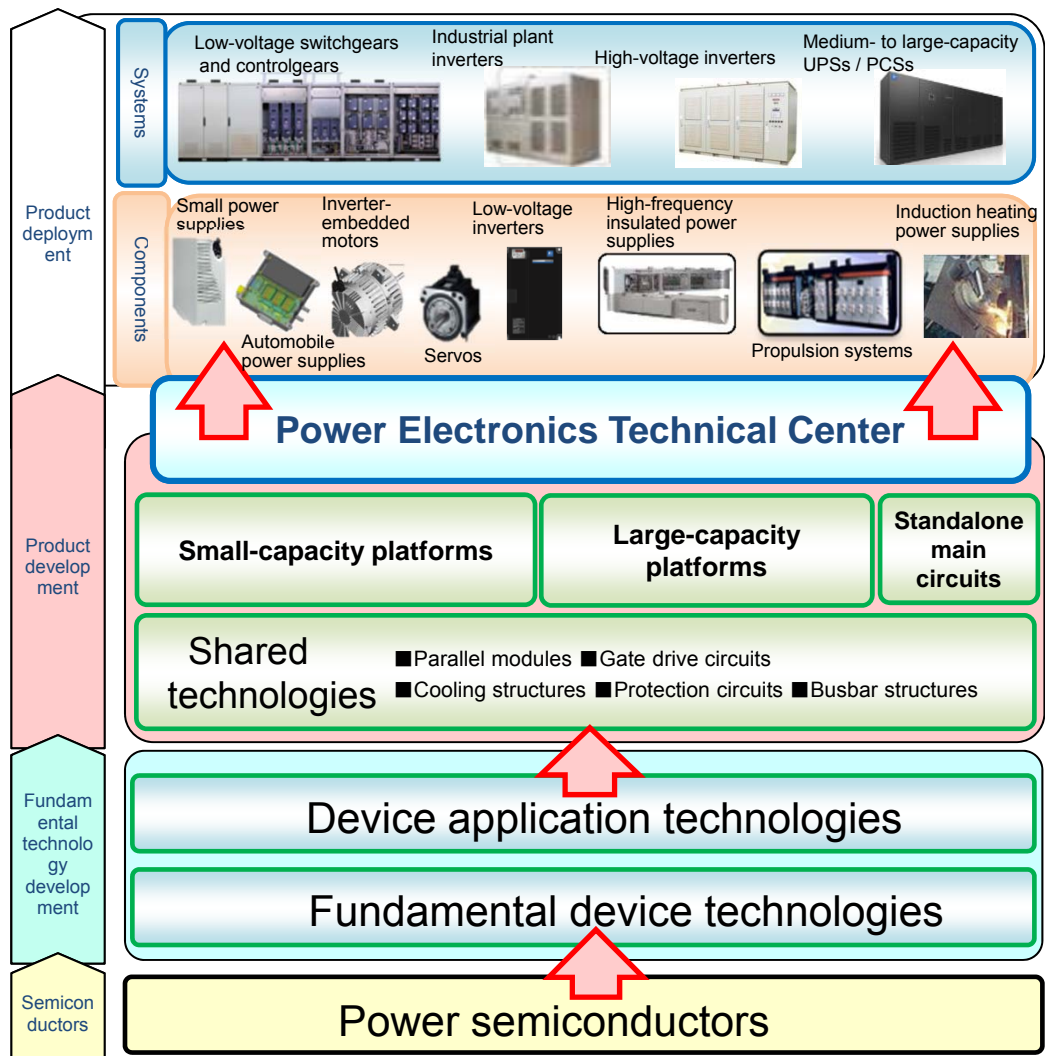 Product
deploym
ent
Systems
Low-voltage switchgears
and controlgears
Industrial plant
inverters
High-voltage inverters
Medium- to large-capacity
UPSs / PCSs
Components
Small power
supplies
Inverter-
embedded
motors
Low-voltage
inverters
High-frequency
insulated power
supplies
Induction heating
power supplies
Automobile
power supplies
Servos
Propulsion systems
Product
develop
ment
Power Electronics Technical Center
Small-capacity platforms
Large-capacity
platforms
Standalone
main
circuits
Shared
technologies
■Parallel modules ■Gate drive circuits
■Cooling structures ■Protection circuits ■Busbar structures
Fundam
ental
technolo
gy
develop
ment
Device application technologies
Fundamental device technologies
Semicon
ductors
Power semiconductors